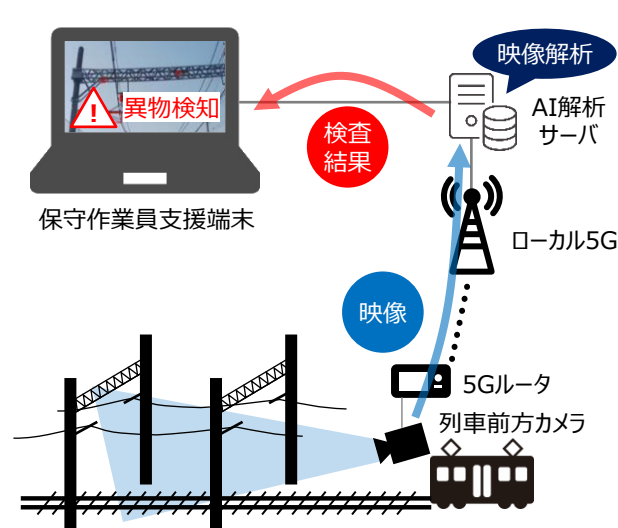 映像解析
! 異物検知
AI解析
サーバ
検査
結果
保守作業員支援端末
ローカル5G
映像
5Gルータ
列車前方カメラ